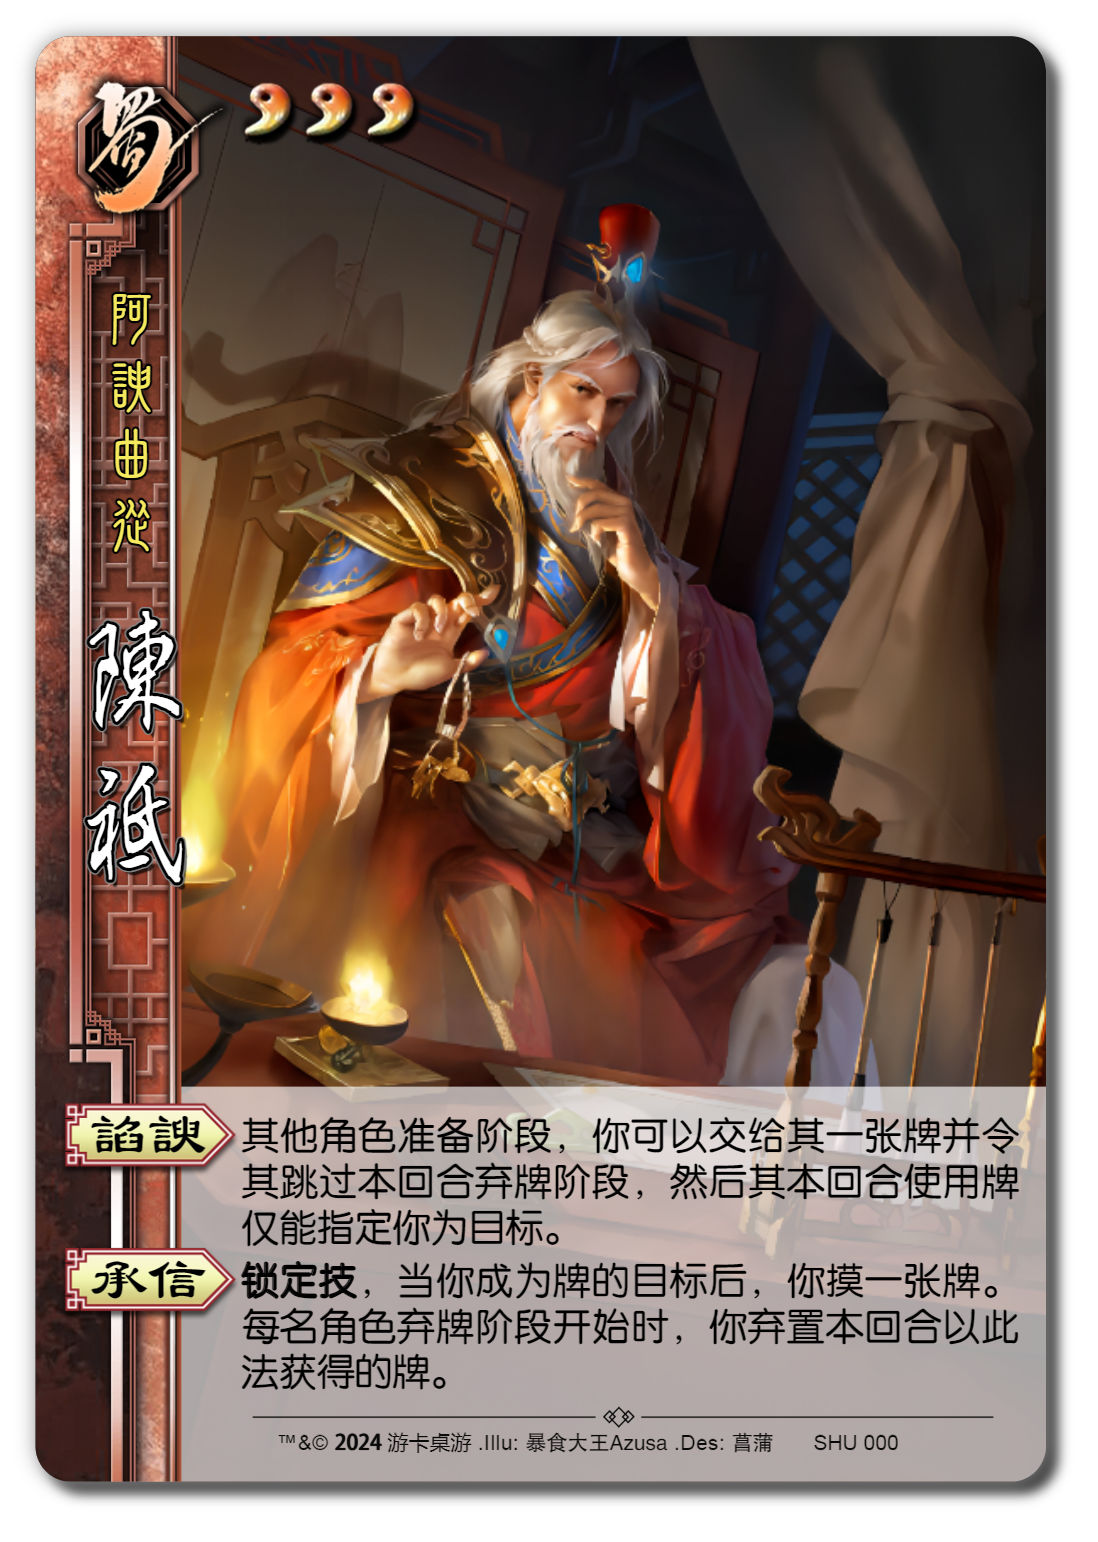 蜀
阿諛曲從
陳祗
諂諛
其他角色准备阶段，你可以交给其一张牌并令
其跳过本回合弃牌阶段，然后其本回合使用牌
仅能指定你为目标。
承信
锁定技，当你成为牌的目标后，你摸一张牌。
每名角色弃牌阶段开始时，你弃置本回合以此
法获得的牌。
™&© 2024 游卡桌游 .Illu: 暴食大王Azusa .Des: 菖蒲 SHU 000